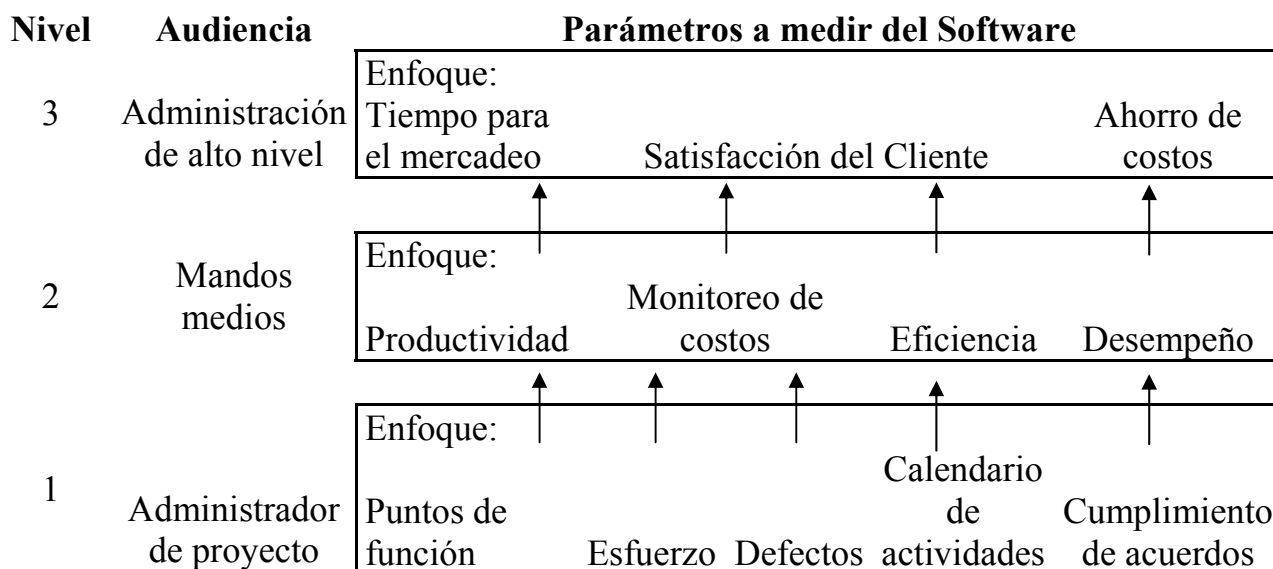 Nivel Audiencia Parámetros a medir del Software
Enfoque:
3 Administración Tiempo para Ahorro de
de alto nivel el mercadeo Satisfacción del Cliente costos
Enfoque:
2 Mandos Monitoreo de
medios Productividad costos Eficiencia Desempeño
Enfoque:
1 Calendario
Administrador Puntos de de Cumplimiento
de proyecto función Esfuerzo Defectos actividades de acuerdos